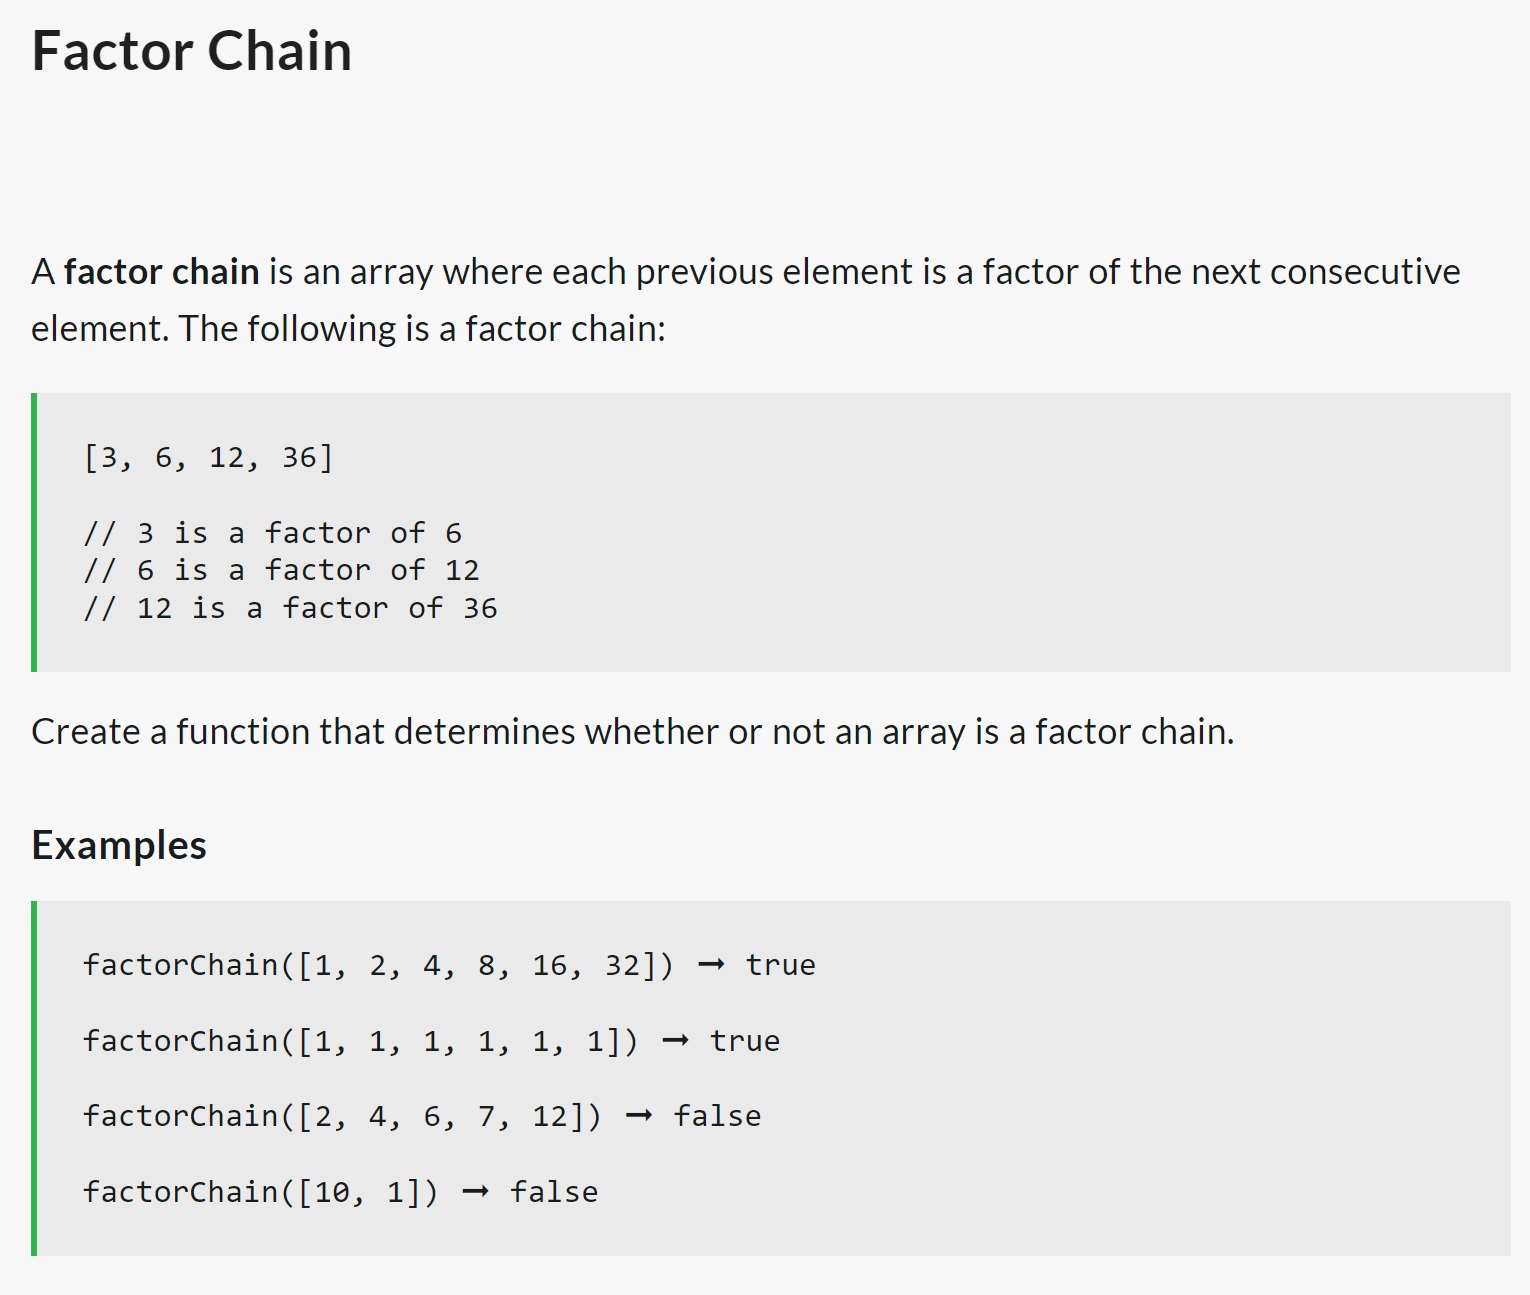 Factor Chain
A factor chain is an array where each previous element is a factor of the next consecutive
element. The following is a factor chain:
[3, 6, 12, 36]
// 3 is a factor of 6
// 6 is a factor of 12
// 12 is a factor of 36
Create a function that determines whether or not an array is a factor chain.
Examples
factorChain([1, 2, 4, 8, 16, 32]) ➞ true
factorChain([1, 1, 1, 1, 1, 1]) ➞ true
factorChain([2, 4, 6, 7, 12]) ➞ false
factorChain([10, 1]) ➞ false